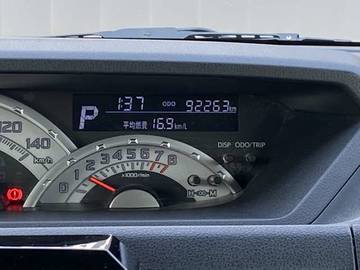 1:37 ODO 92263km
P
平均燃費 16.9km/L
DISP ODO/TRIP
120 140
km/h
0 1 2 3 4 5 6 7 8
×1000r/min
H M